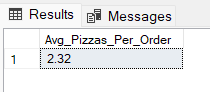 Results Messages
Avg_Pizzas_Per_Order
1 2.32